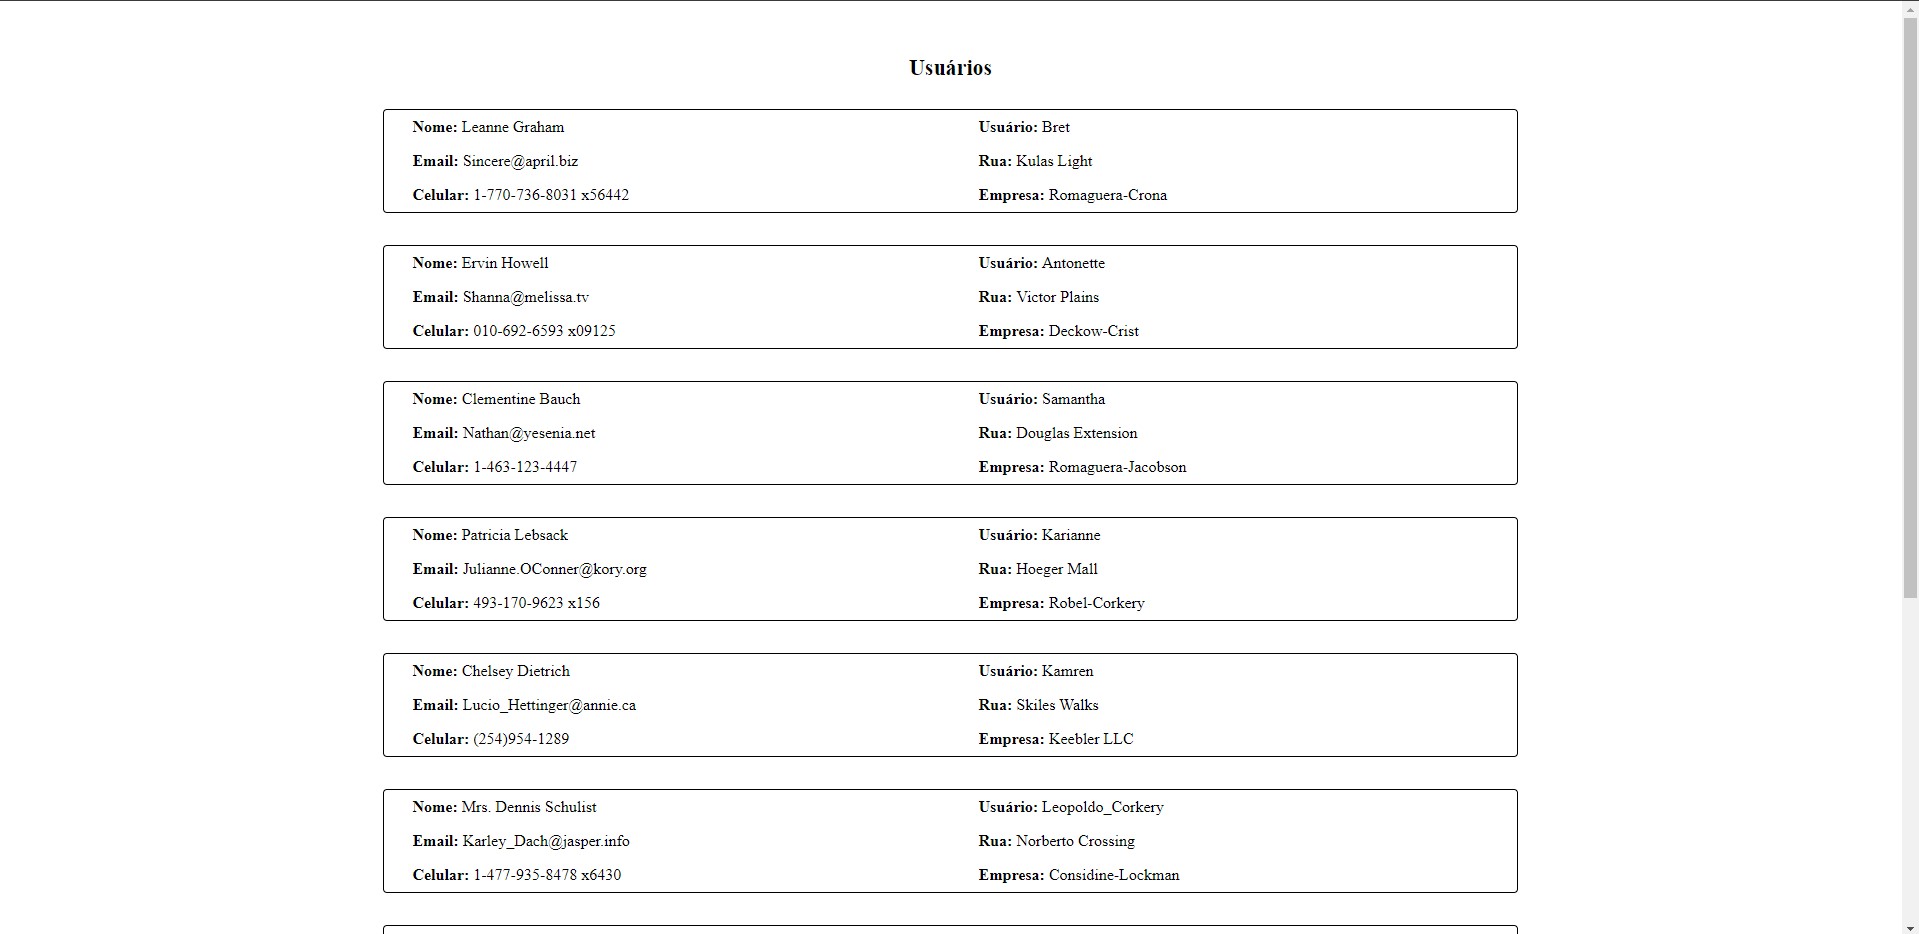 Usuários
Nome: Leanne Graham Usuário: Bret
Email: Sincere@april.biz Rua: Kulas Light
Celular: 1-770-736-8031 x56442 Empresa: Romaguera-Crona
Nome: Ervin Howell Usuário: Antonette
Email: Shanna@melissa.tv Rua: Victor Plains
Celular: 010-692-6593 x09125 Empresa: Deckow-Crist
Nome: Clementine Bauch Usuário: Samantha
Email: Nathan@yesenia.net Rua: Douglas Extension
Celular: 1-463-123-4447 Empresa: Romaguera-Jacobson
Nome: Patricia Lebsack Usuário: Karianne
Email: Julianne.OConner@kory.org Rua: Hoeger Mall
Celular: 493-170-9623 x156 Empresa: Robel-Corkery
Nome: Chelsey Dietrich Usuário: Kamren
Email: Lucio_Hettinger@annie.ca Rua: Skiles Walks
Celular: (254)954-1289 Empresa: Keebler LLC
Nome: Mrs. Dennis Schulist Usuário: Leopoldo_Corkery
Email: Karley_Dach@jasper.info Rua: Norberto Crossing
Celular: 1-477-935-8478 x6430 Empresa: Considine-Lockman